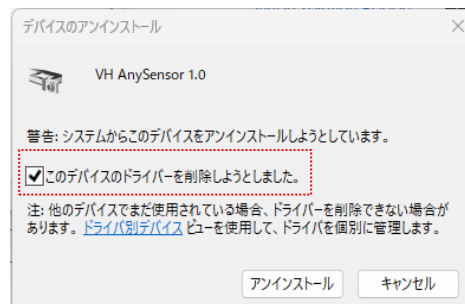 デバイスのアンインストール
VH AnySensor 1.0
警告: システムからこのデバイスをアンインストールしようとしています。
このデバイスのドライバーを削除しようとしました。
注: 他のデバイスでまだ使用されている場合、ドライバーを削除できない場合が
あります。ドライバ別デバイス ビューを使用して、ドライバを個別に管理します。
アンインストール キャンセル